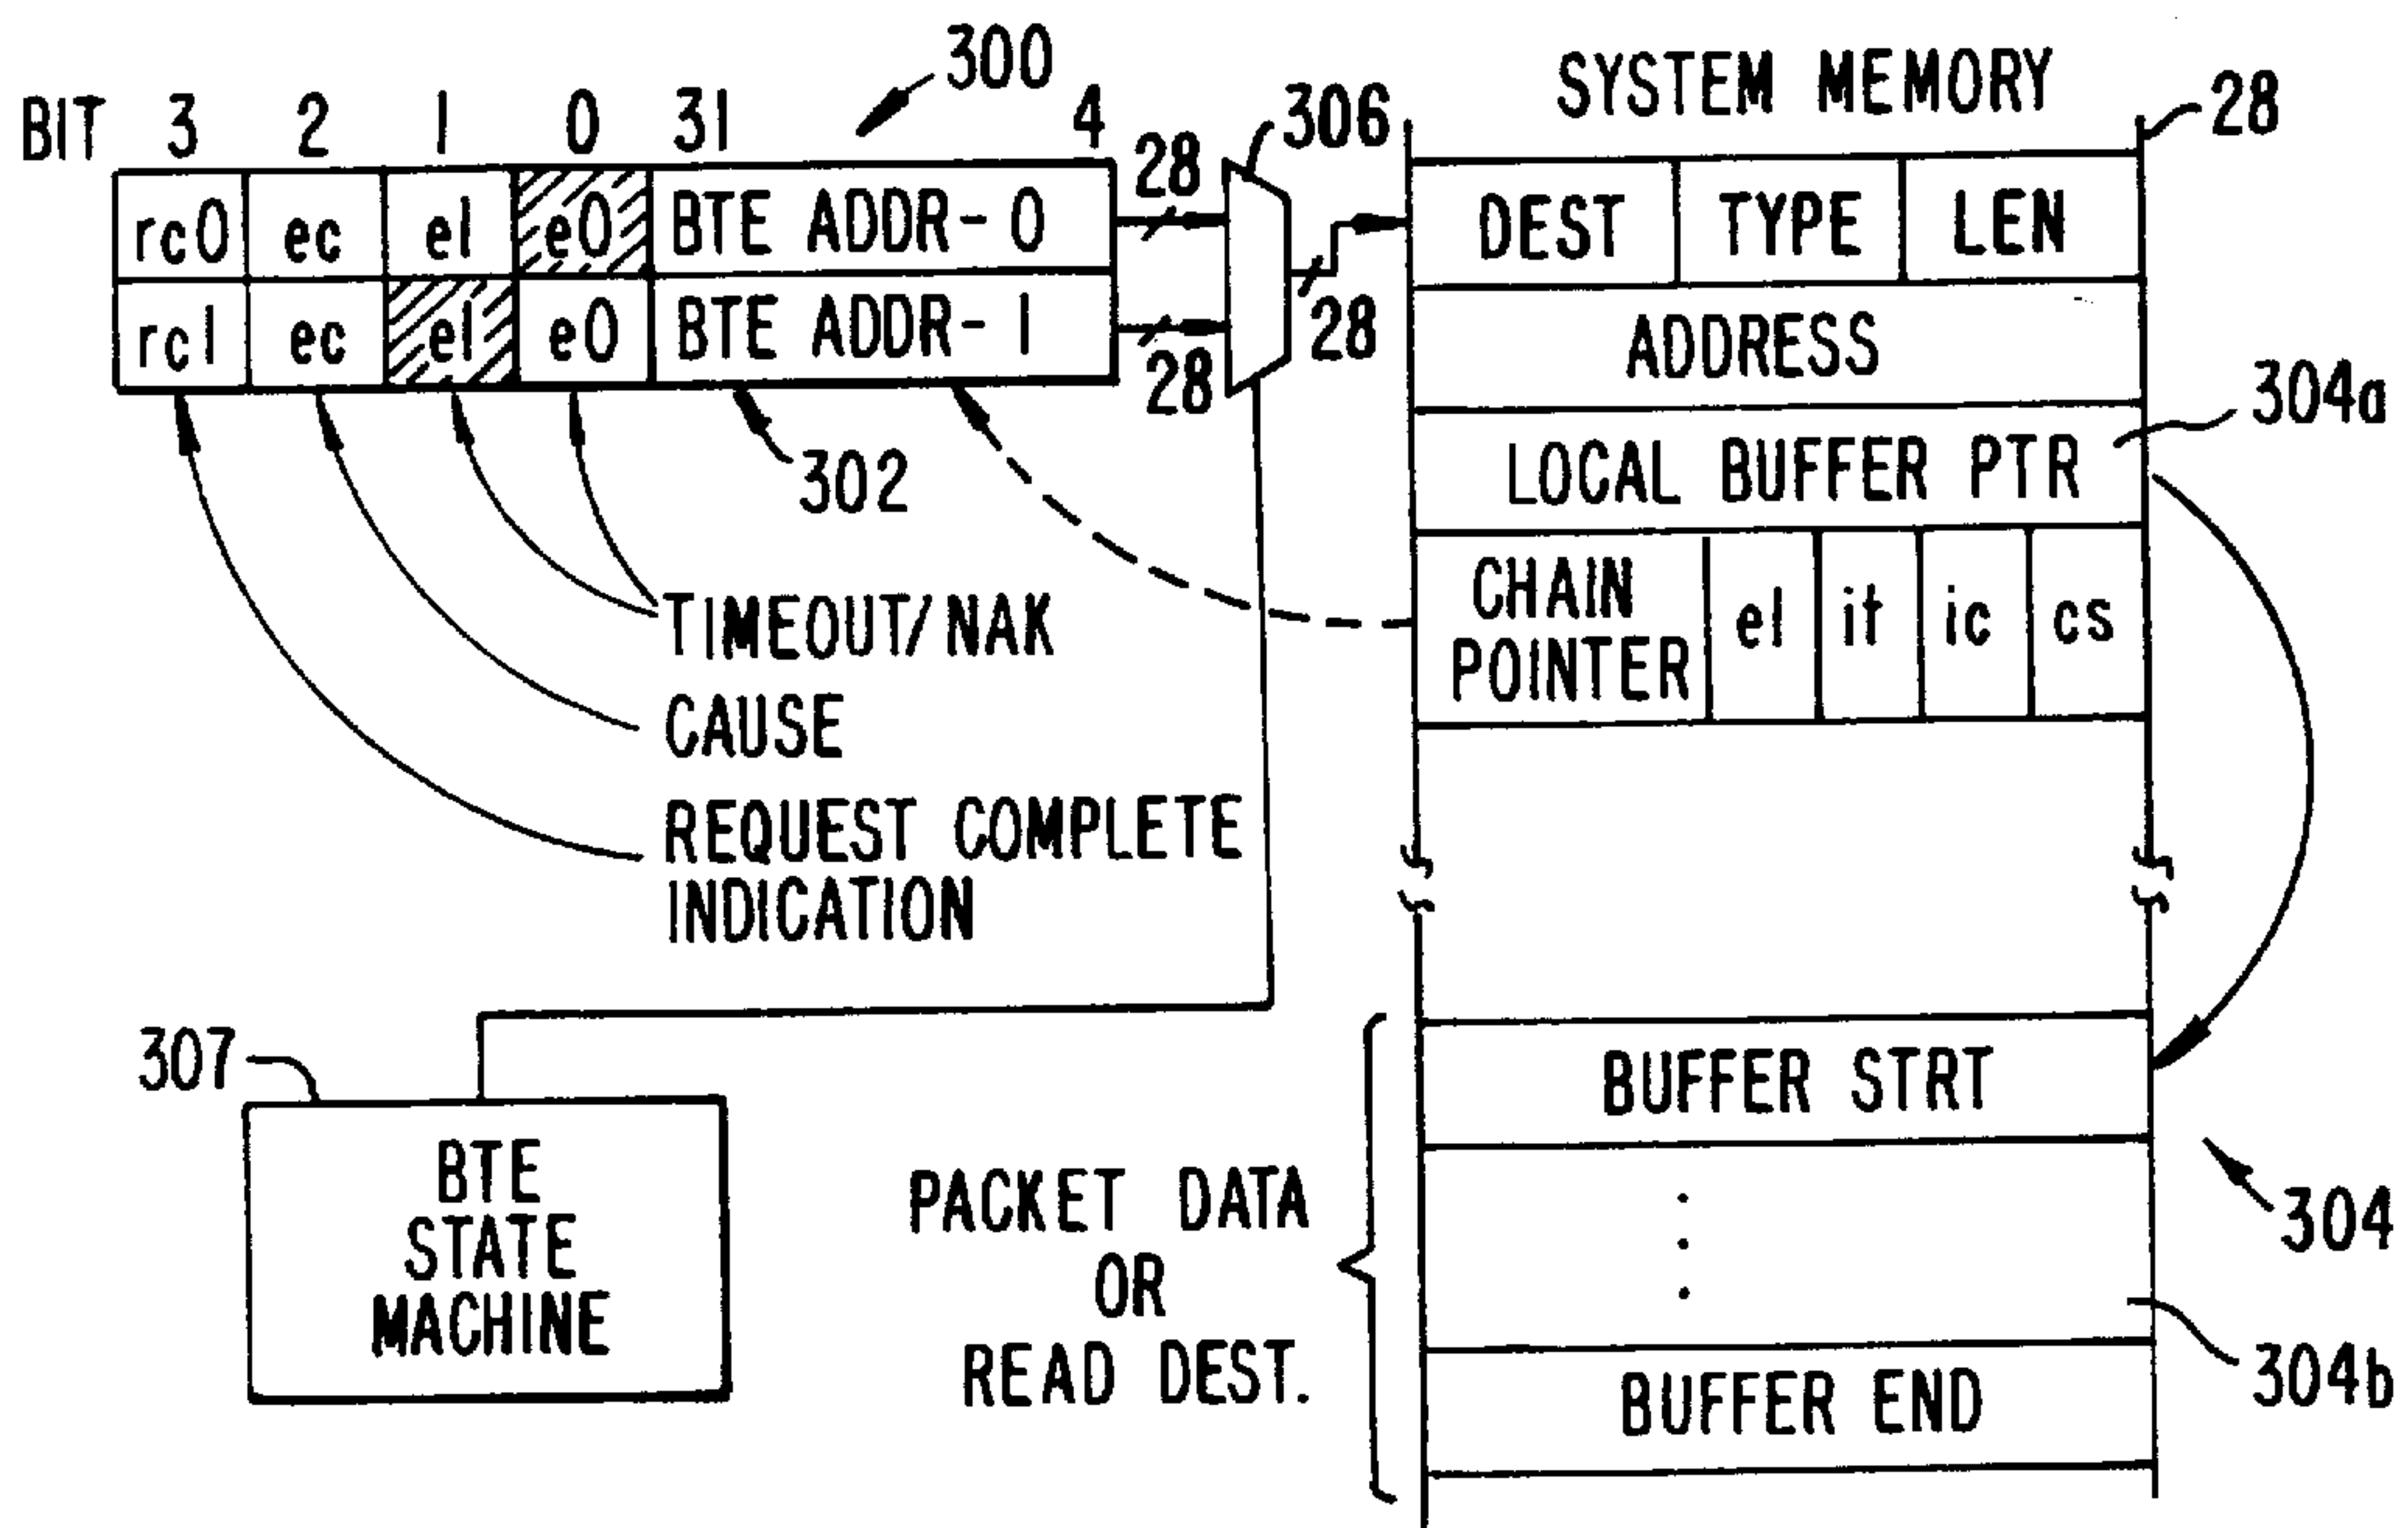 300
SYSTEM MEMORY
BIT 3 2 1 0 31 4
306
28
28
rc0 ec e1 e0 BTE ADDR-0
DEST TYPE LEN
rc1 ec e1 e0 BTE ADDR-1
28
28
ADDRESS
304a
302
LOCAL BUFFER PTR
TIMEOUT/NAK
CHAIN
POINTER
el it ic cs
CAUSE
REQUEST COMPLETE
INDICATION
307
BTE
STATE
MACHINE
BUFFER STRT
PACKET DATA
OR
READ DEST.
304
304b
BUFFER END